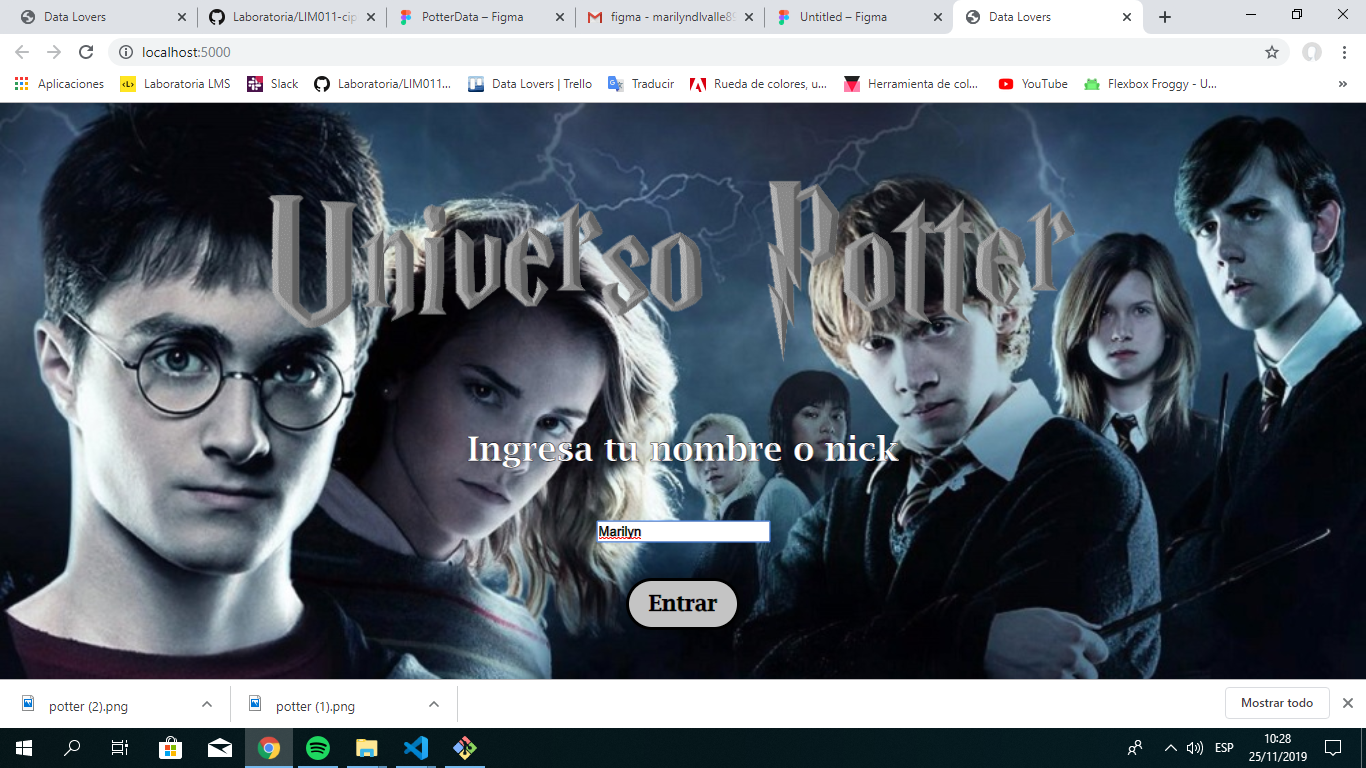 Data Lovers
Laboratoria/LIM011-cip
PotterData – Figma
figma - marilyndlvalle89
Untitled – Figma
Data Lovers
localhost:5000
Aplicaciones
Laboratoria LMS
Slack
Laboratoria/LIM011...
Data Lovers | Trello
Traducir
Rueda de colores, u...
Herramienta de col...
YouTube
Flexbox Froggy - U...
»
Universo Potter
Ingresa tu nombre o nick
Marilyn
Entrar
potter (2).png
potter (1).png
Mostrar todo
ESP
10:28
25/11/2019